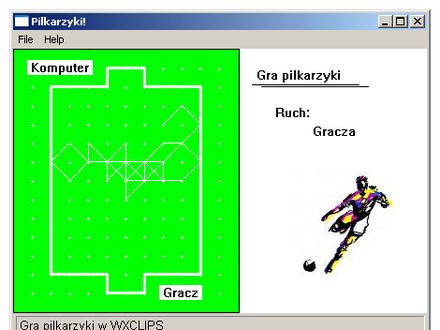 Pilkarzyki!
File Help
Komputer
Gra pilkarzyki
Ruch:
Gracza
Gracz
Gra pilkarzyki w WXCLIPS